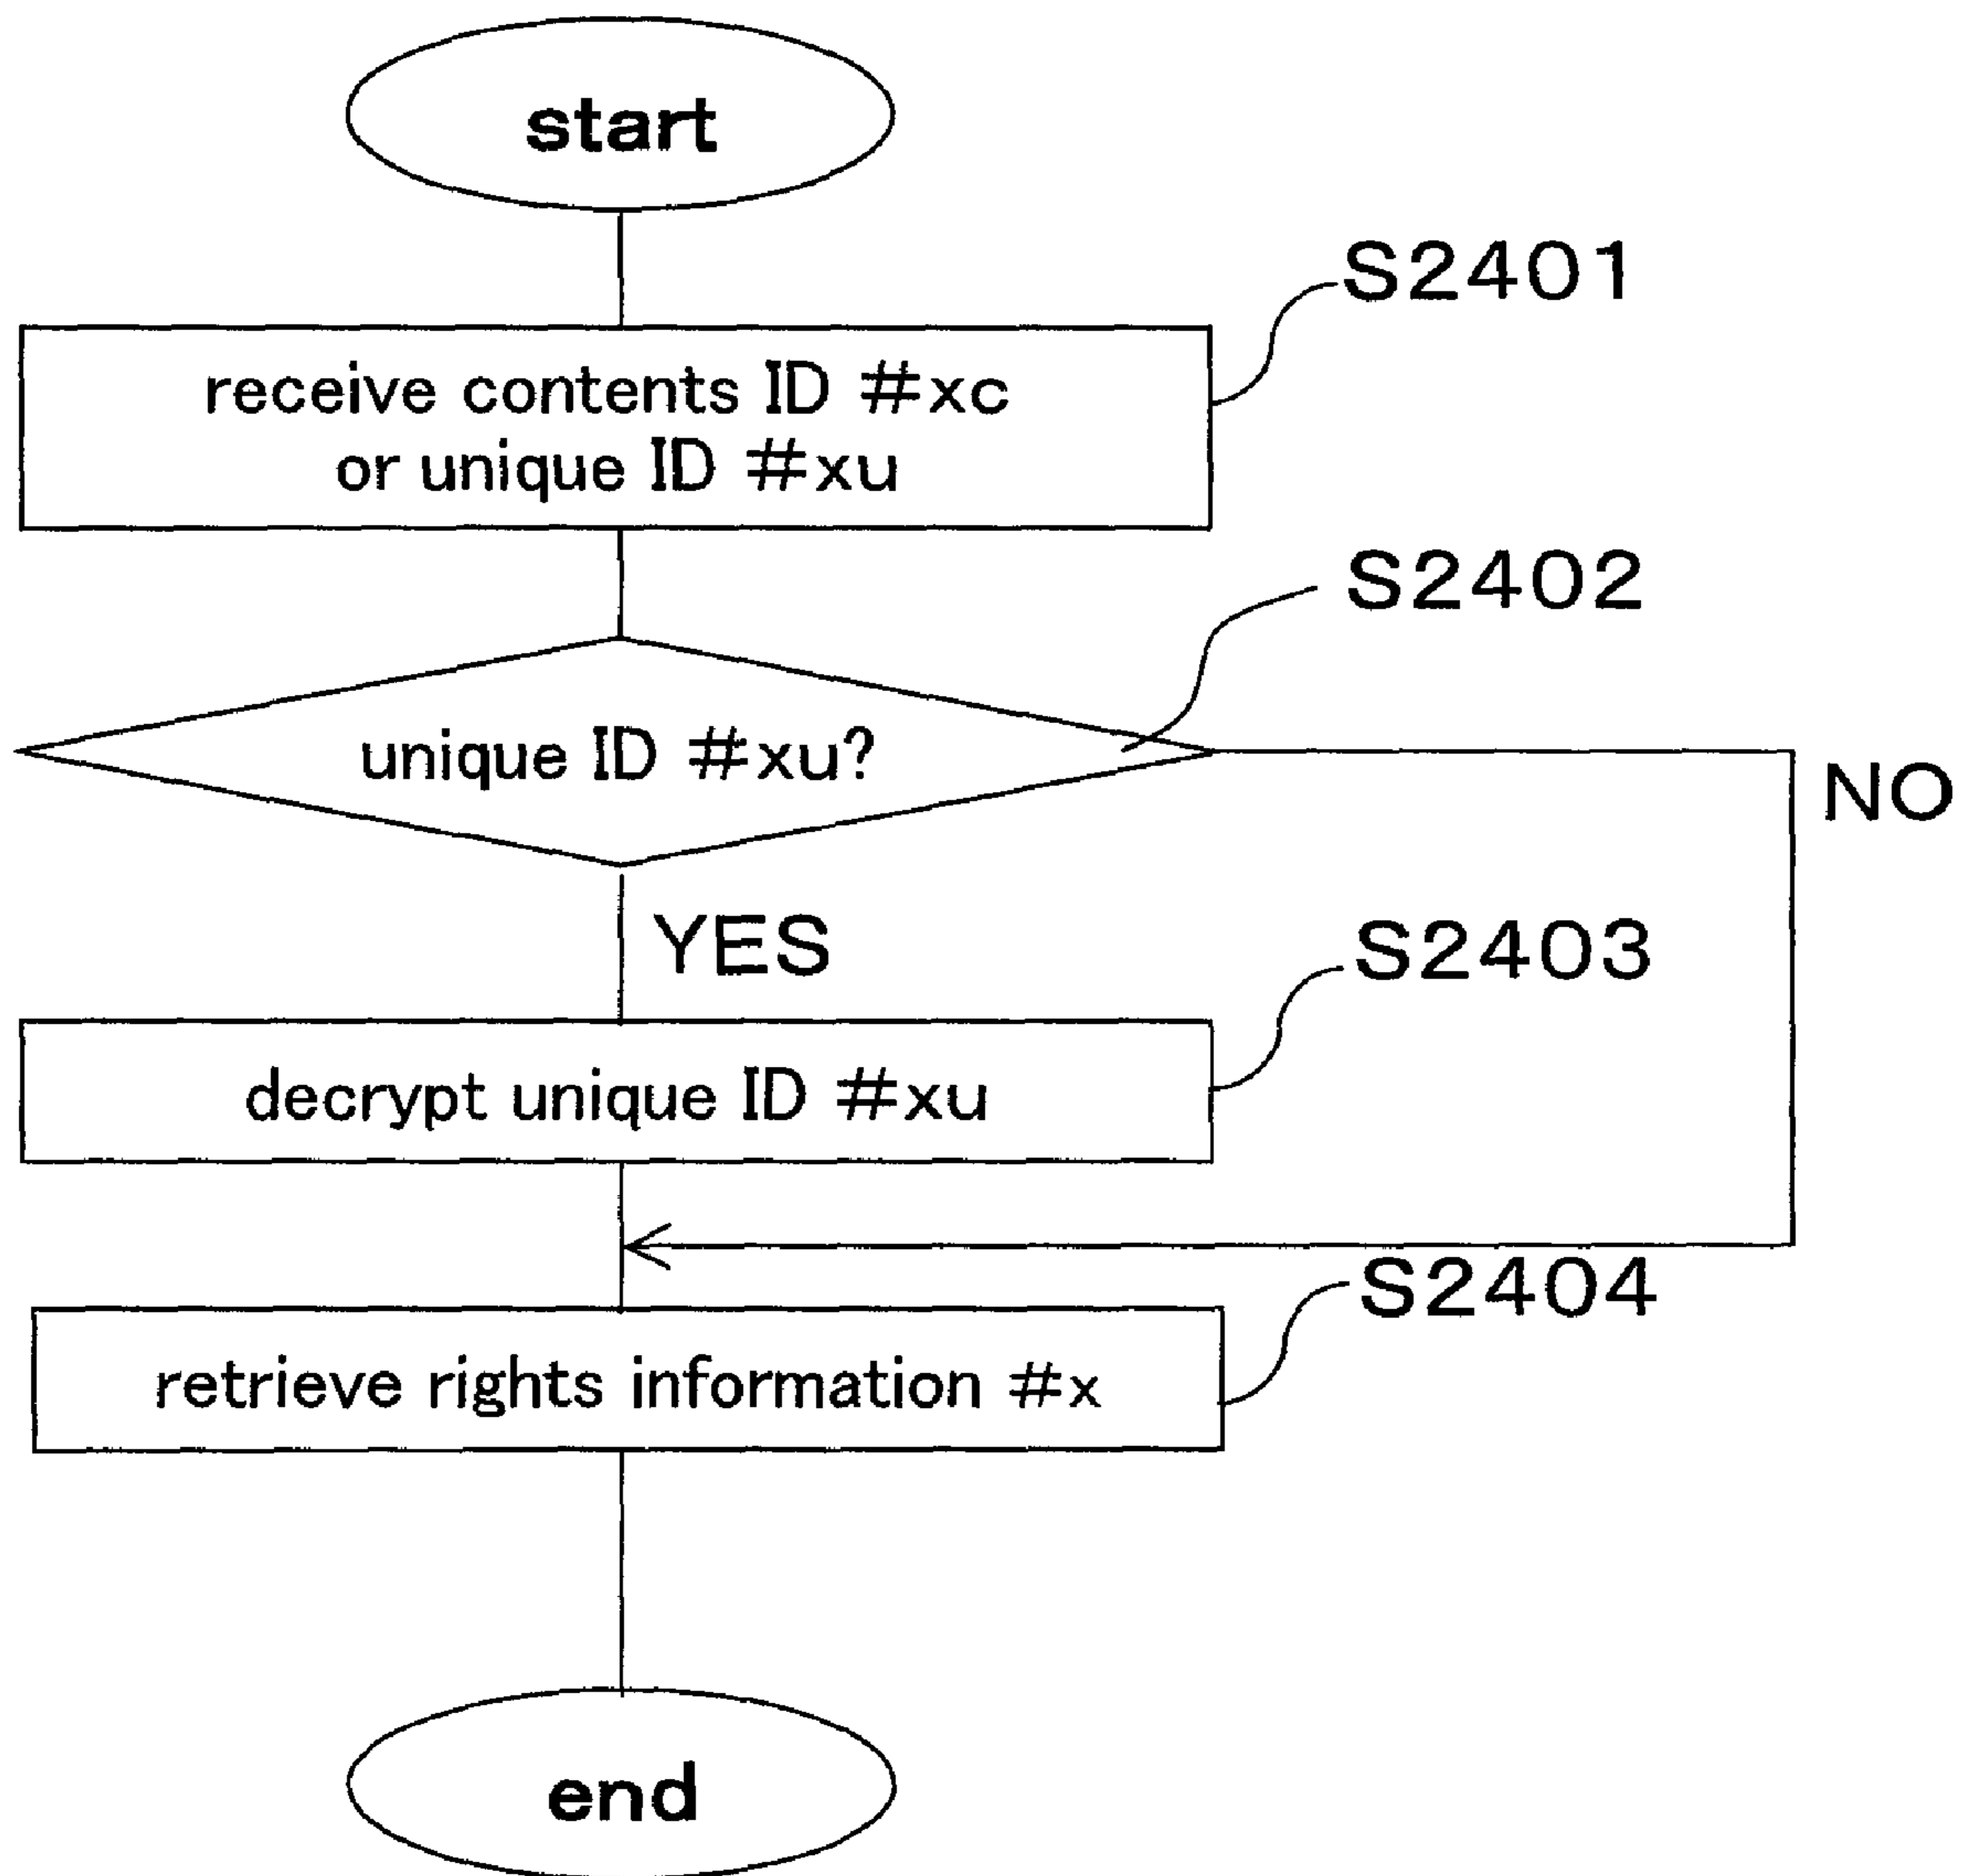 start
S2401
receive contents ID #xc
or unique ID #xu
S2402
unique ID #xu?
NO
YES
S2403
decrypt unique ID #xu
S2404
retrieve rights information #x
end